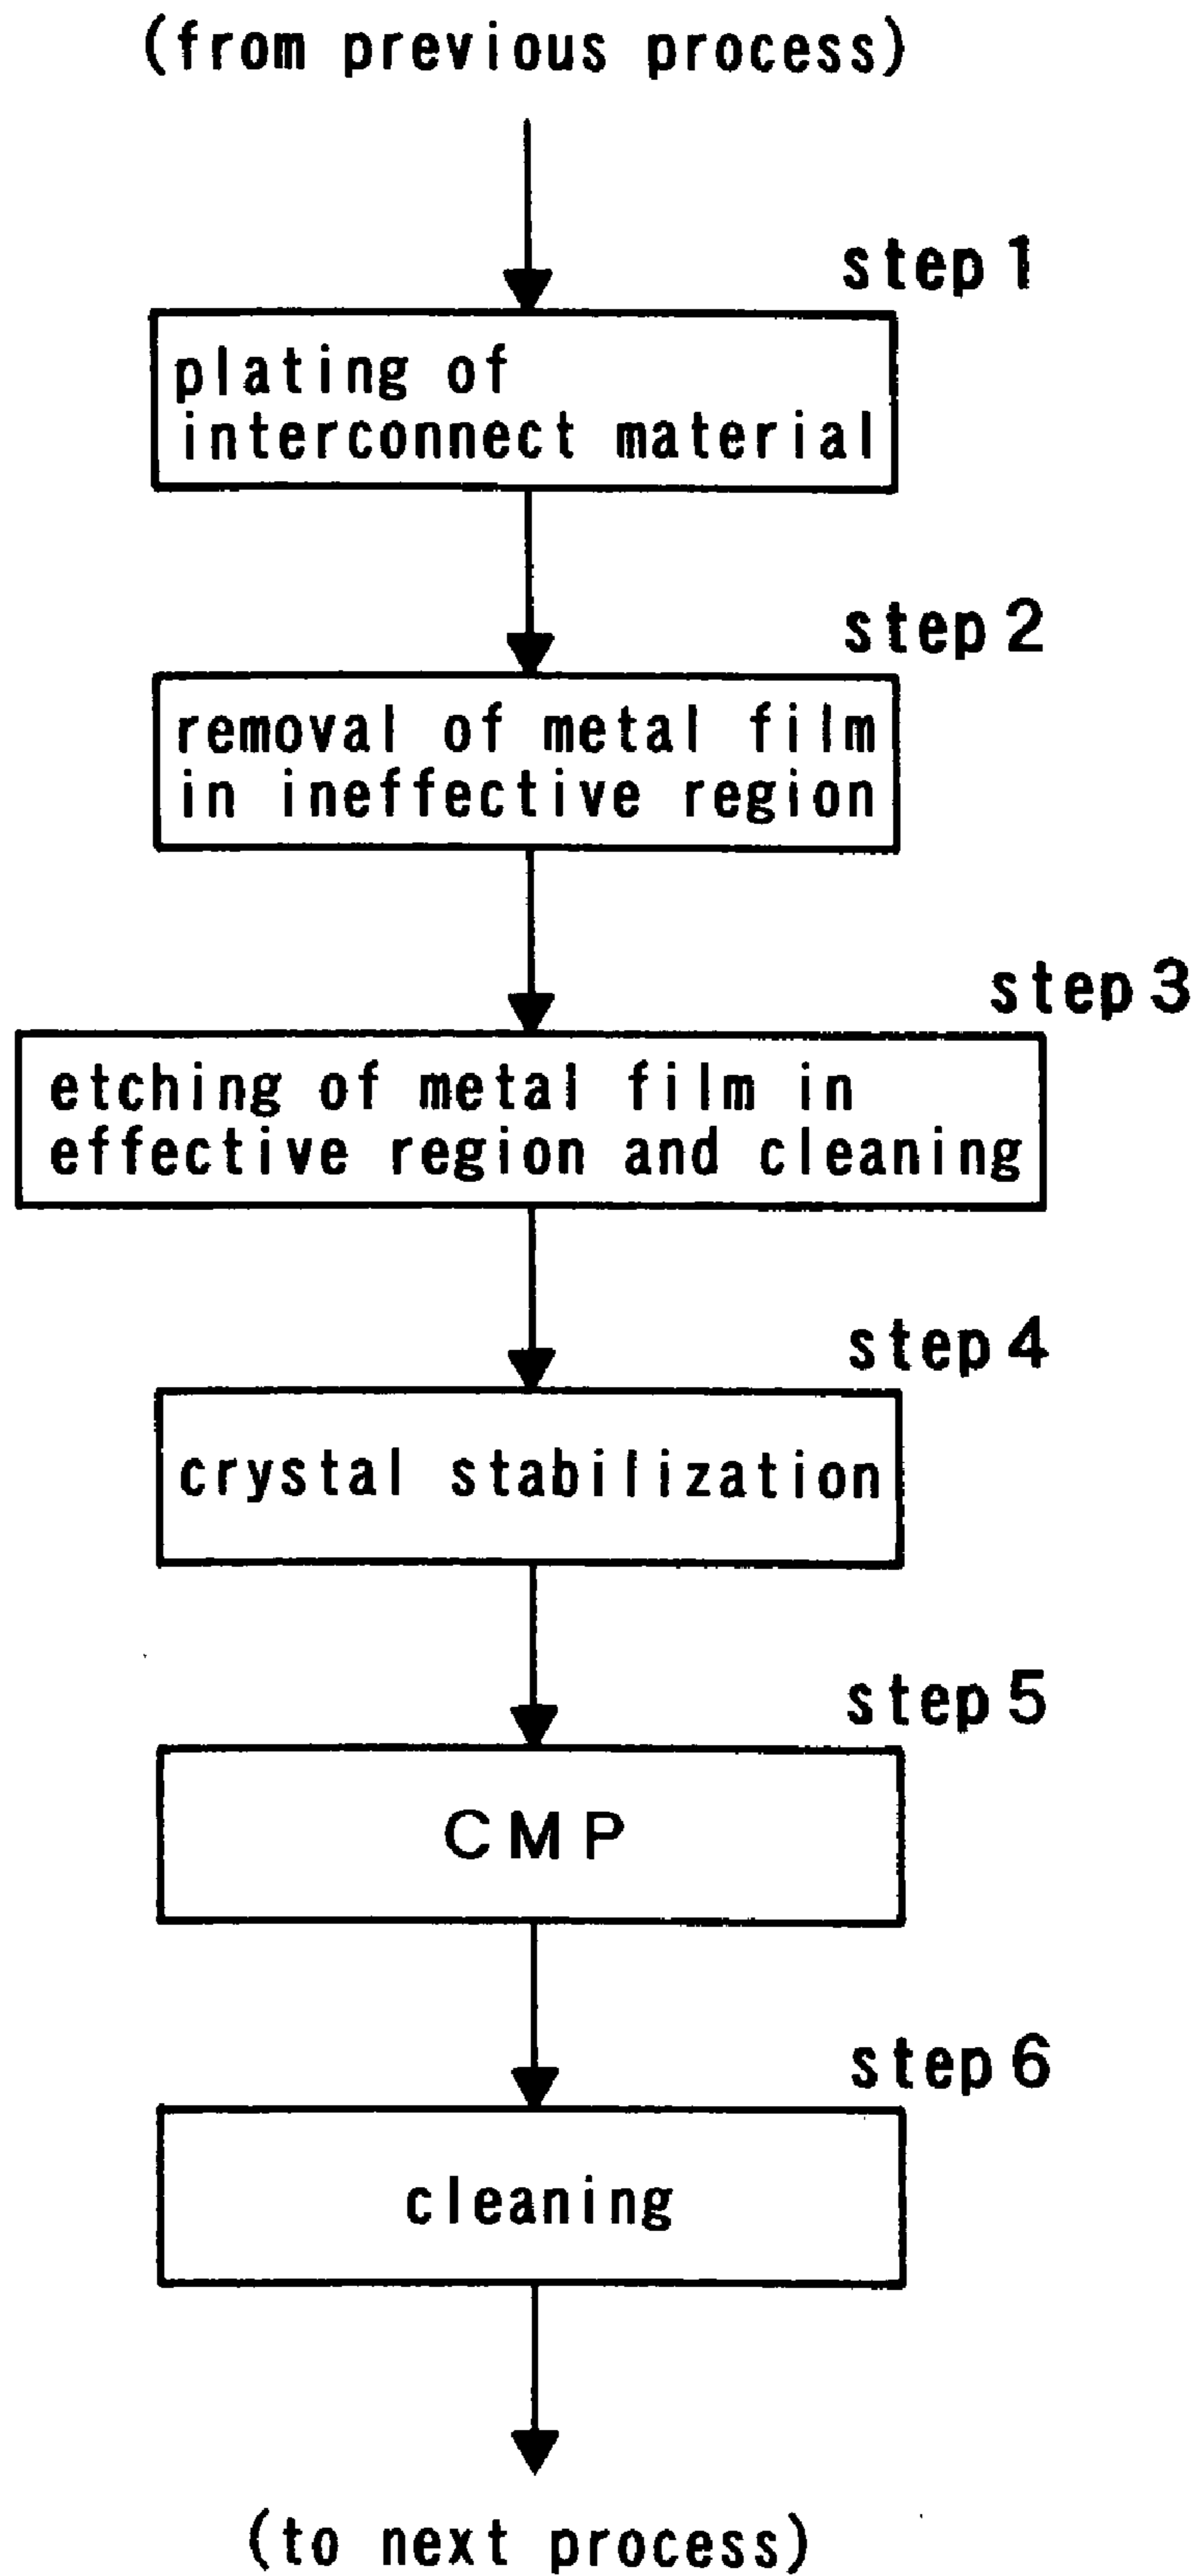 (from previous process)
step 1
plating of
interconnect material
step 2
removal of metal film
in ineffective region
step 3
etching of metal film in
effective region and cleaning
step 4
crystal stabilization
step 5
CMP
step 6
cleaning
(to next process)